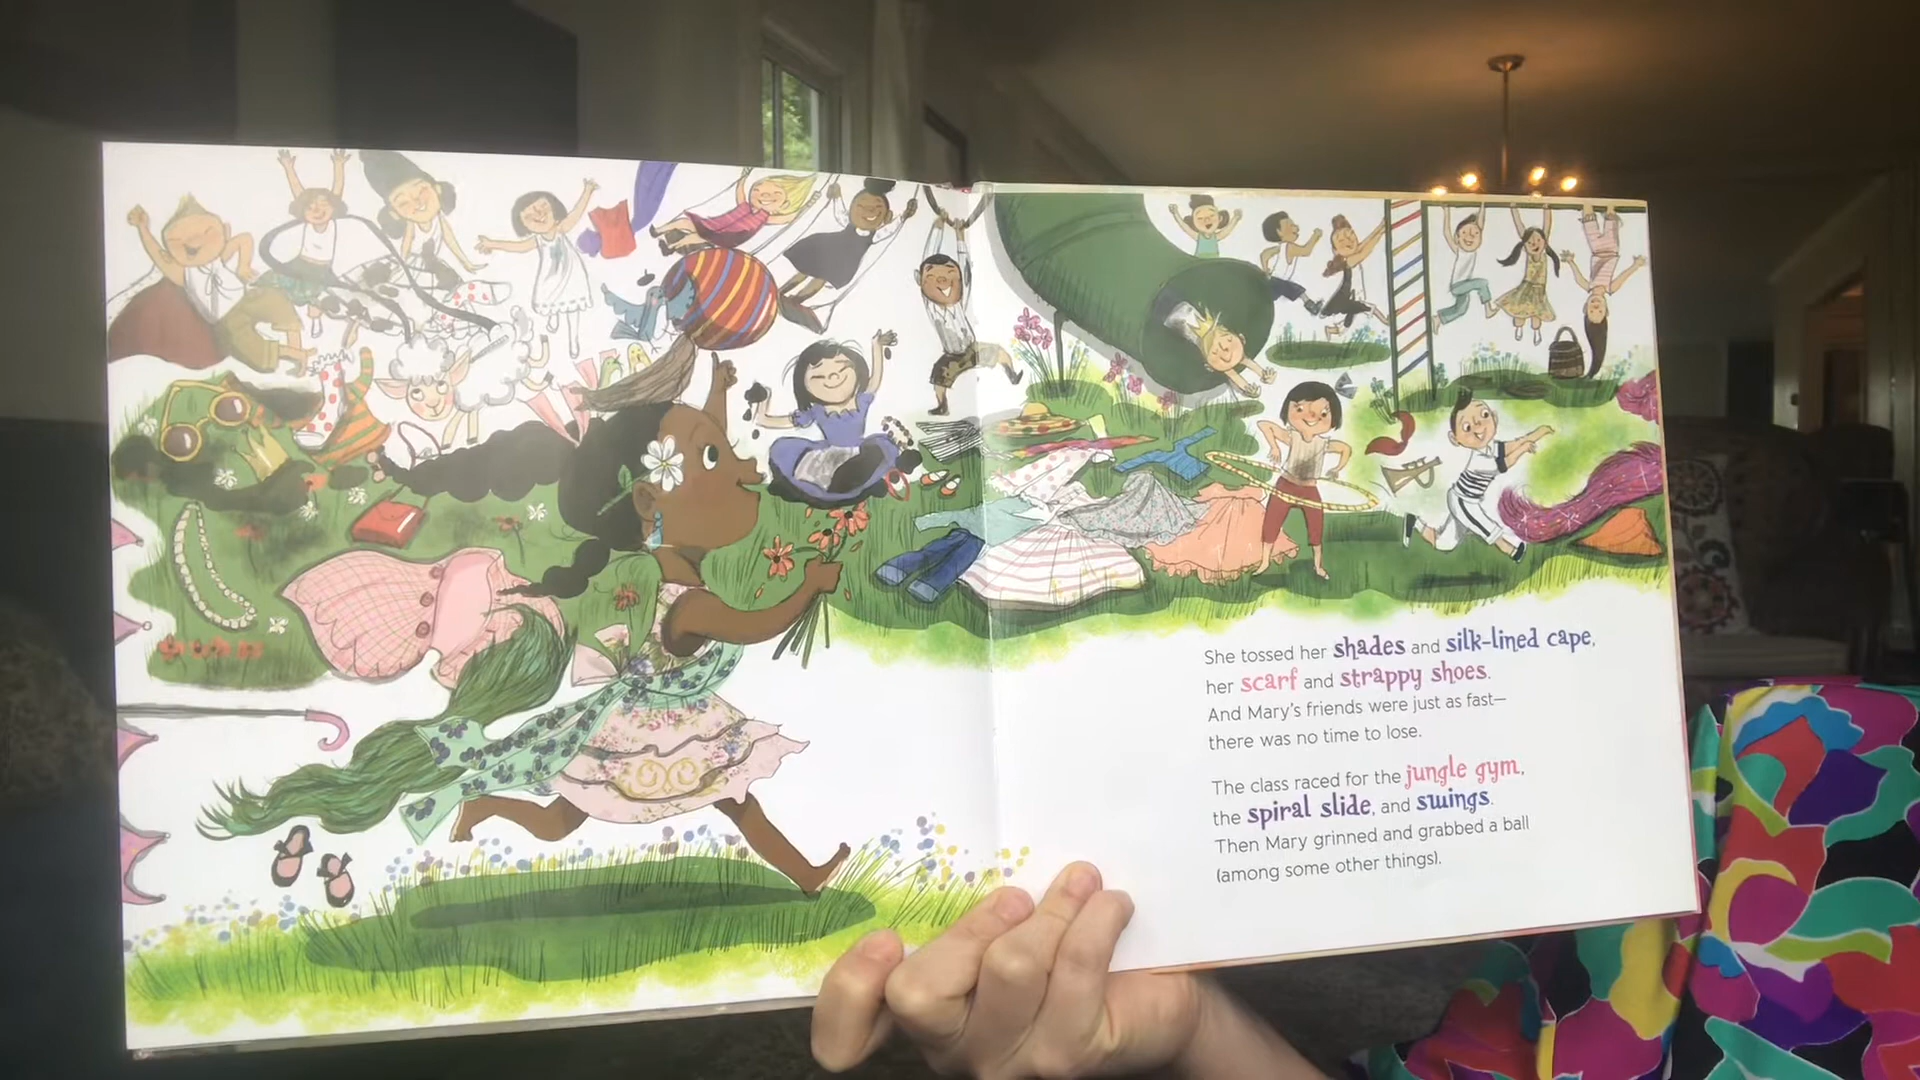 She tossed her shades and silk-lined cape,
her scarf and strappy shoes.
And Mary's friends were just as fast—
there was no time to lose.
The class raced for the jungle gym,
the spiral slide, and swings.
Then Mary grinned and grabbed a ball
(among some other things).